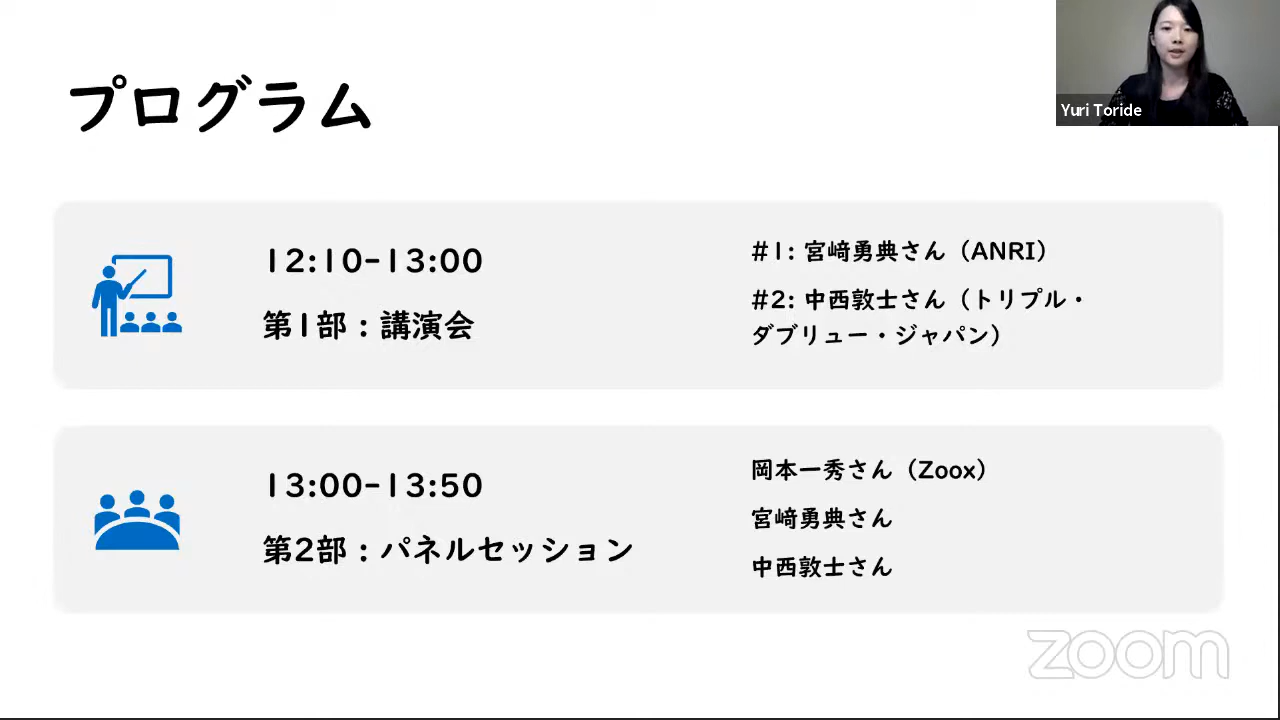 プログラム
Yuri Toride
12:10-13:00
第1部：講演会
#1: 宮﨑勇典さん（ANRI）
#2: 中西敦士さん（トリプル・
ダブリュー・ジャパン）
13:00-13:50
第2部：パネルセッション
岡本一秀さん（Zoox）
宮﨑勇典さん
中西敦士さん
zoom